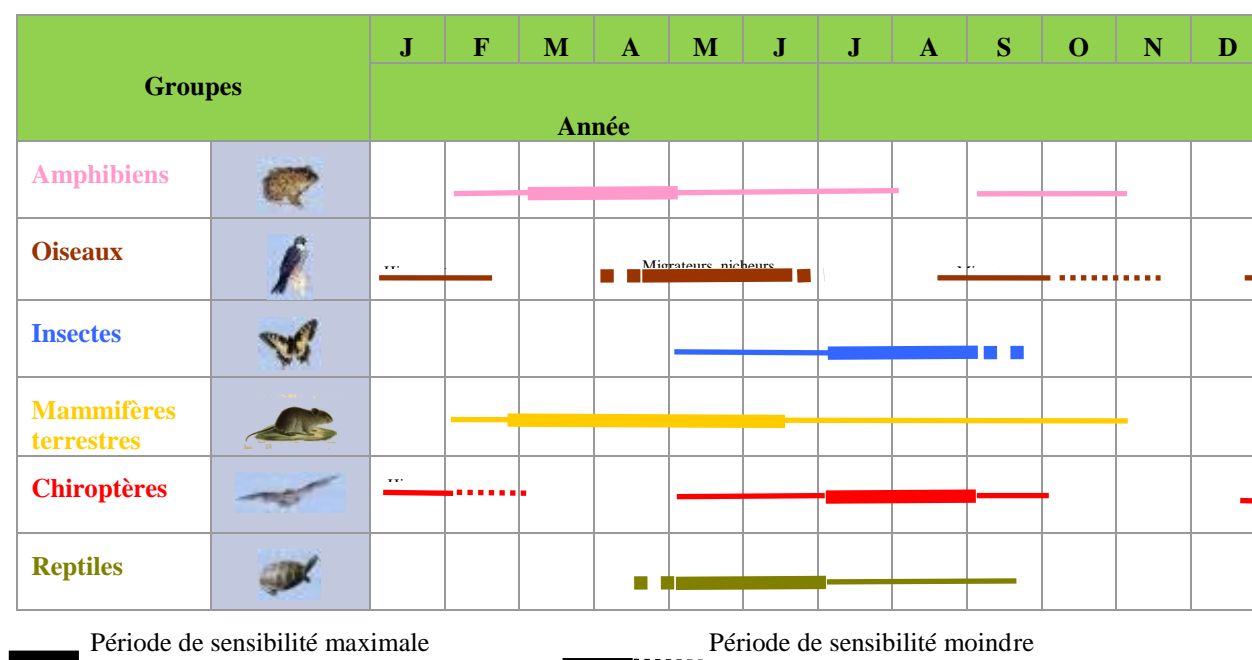 J F M A M J J A S O N D
Groupes
Année
Amphibiens
Oiseaux
Migrateurs nicheurs
Insectes
Mammifères
terrestres
Chiroptères
Reptiles
Période de sensibilité maximale
Période de sensibilité moindre